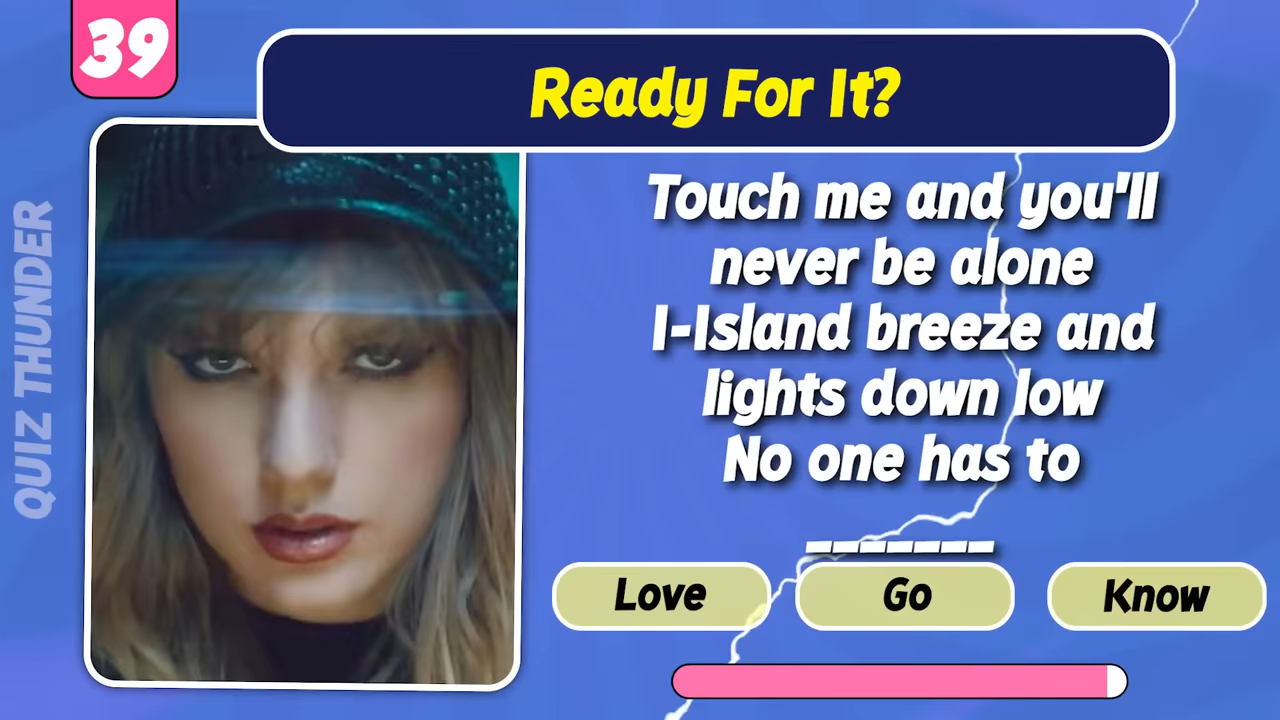 39
Ready For It?
QUIZ THUNDER
Touch me and you'll
never be alone
I-Island breeze and
lights down low
No one has to
_______
Love
Go
Know